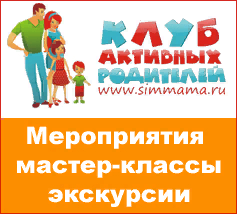 КЛУБ
АКТИВНЫХ
РОДИТЕЛЕЙ
www.simmama.ru
Мероприятия
мастер-классы
экскурсии